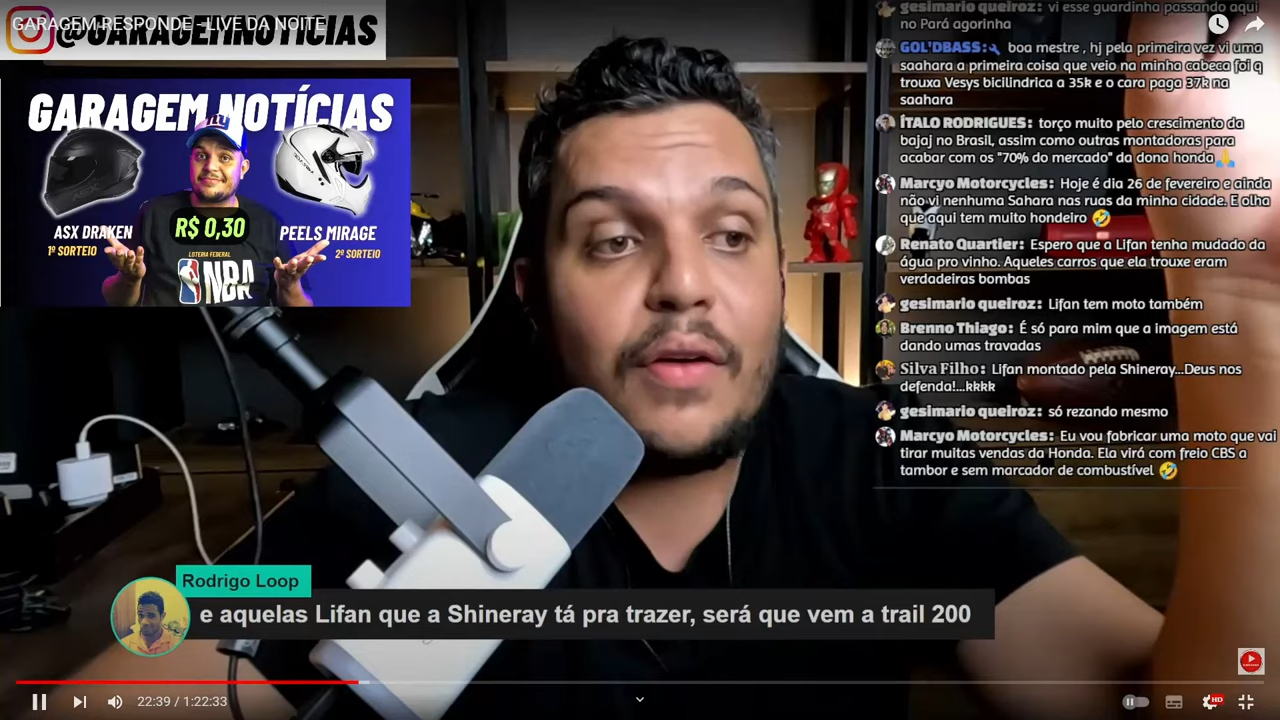 GARAGEM RESPONDE - LIVE DA NOITE
@GARAGEMNOTICIAS
GARAGEM NOTÍCIAS
ASX DRAKEN
1º SORTEIO
R$ 0,30
LOTERIA FEDERAL
NBA
PEELS MIRAGE
2º SORTEIO
gesimario queiroz: vi esse guardinha passando aqui
no Pará agorinha
GOL'DBASS: boa mestre , hj pela primeira vez vi uma
saahara a primeira coisa que veio na minha cabeca foi q
trouxa Vesys bicilindrica a 35k e o cara paga 37k na
saahara
ÍTALO RODRIGUES: torço muito pelo crescimento da
bajaj no Brasil, assim como outras montadoras para
acabar com os "70% do mercado" da dona honda🙏
Marcyo Motorcycles: Hoje é dia 26 de fevereiro e ainda
não vi nenhuma Sahara nas ruas da minha cidade. E olha
que aqui tem muito hondeiro 🤣
Renato Quartier: Espero que a Lifan tenha mudado da
água pro vinho. Aqueles carros que ela trouxe eram
verdadeiras bombas
gesimario queiroz: Lifan tem moto também
Brenno Thiago: É só para mim que a imagem está
dando umas travadas
Silva Filho: Lifan montado pela Shineray...Deus nos
defenda!...kkkk
gesimario queiroz: só rezando mesmo
Marcyo Motorcycles: Eu vou fabricar uma moto que vai
tirar muitas vendas da Honda. Ela virá com freio CBS a
tambor e sem marcador de combustível 🤣
Rodrigo Loop
e aquelas Lifan que a Shineray tá pra trazer, será que vem a trail 200
22:39 / 1:22:33
HD